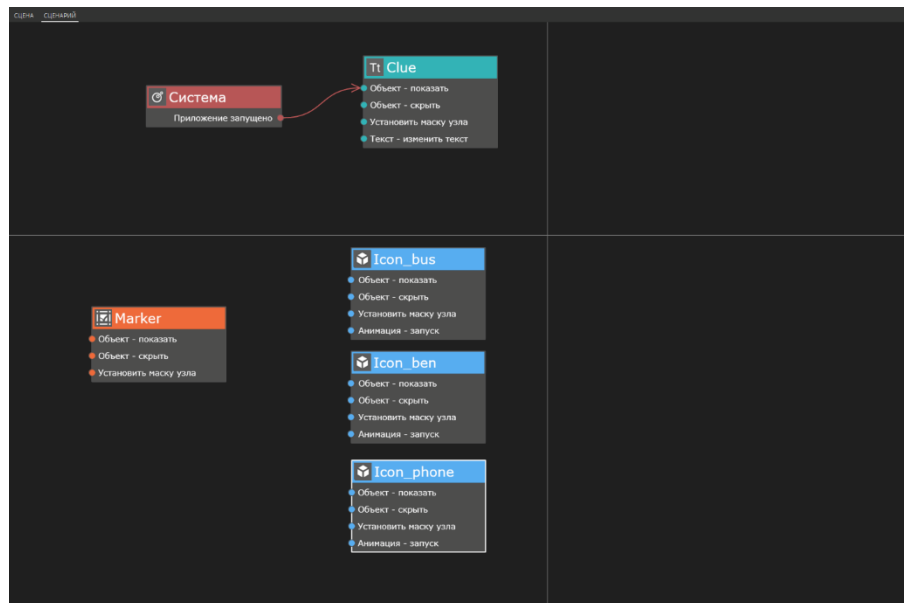 СЦЕНА СЦЕНАРИЙ
Tt Clue
Объект - показать
Объект - скрыть
Установить маску узла
Текст - изменить текст
Система
Приложение запущено
Icon_bus
Объект - показать
Объект - скрыть
Установить маску узла
Анимация - запуск
Marker
Объект - показать
Объект - скрыть
Установить маску узла
Icon_ben
Объект - показать
Объект - скрыть
Установить маску узла
Анимация - запуск
Icon_phone
Объект - показать
Объект - скрыть
Установить маску узла
Анимация - запуск